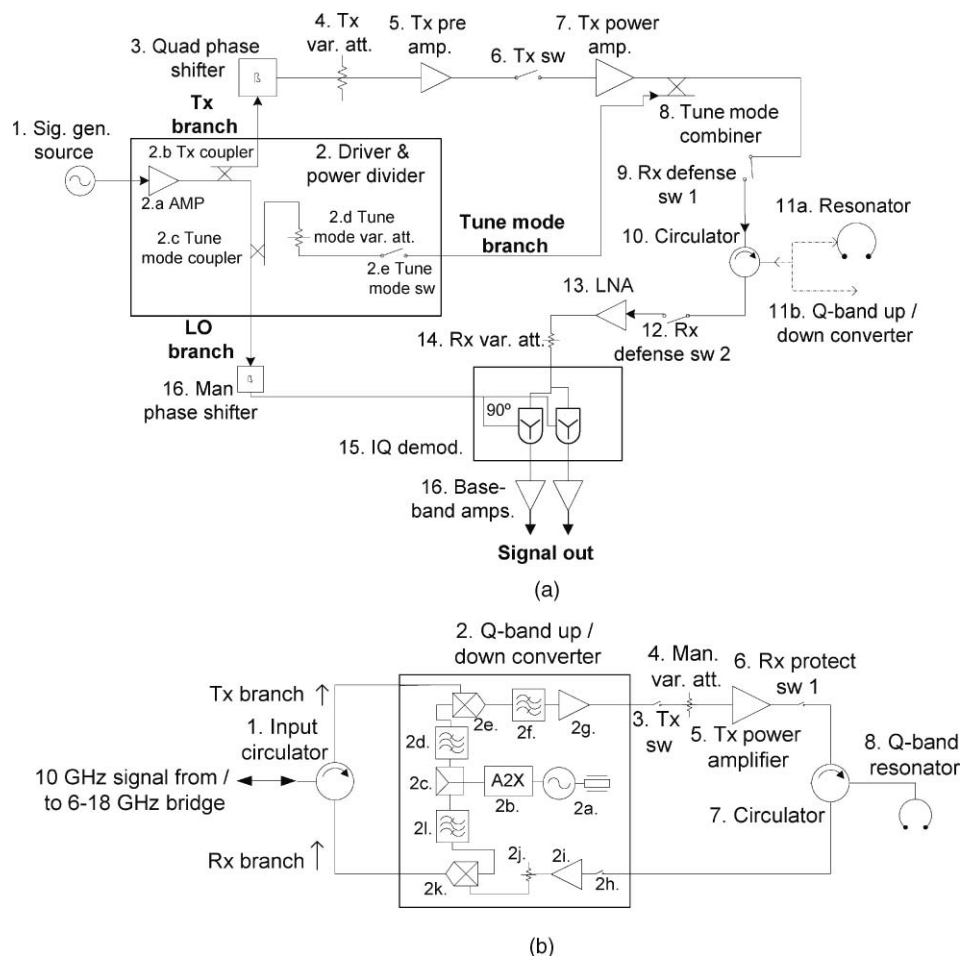 4. Tx
var. att.
5. Tx pre
amp.
7. Tx power
amp.
3. Quad phase
shifter
6. Tx sw
ß
Tx
branch
8. Tune mode
combiner
1. Sig. gen.
source
2.b Tx coupler
2. Driver &
power divider
9. Rx defense
sw 1
2.a AMP
2.d Tune
mode var. att.
Tune mode
branch
11a. Resonator
2.c Tune
mode coupler
2.e Tune
mode sw
10. Circulator
13. LNA
11b. Q-band up /
down converter
LO
branch
14. Rx var. att.
12. Rx
defense sw 2
ß
16. Man
phase shifter
90º
15. IQ demod.
16. Base-
band amps.
Signal out
(a)
2. Q-band up /
down converter
4. Man.
var. att.
6. Rx protect
sw 1
Tx branch ↑
2e.
2f.
2g.
3. Tx
sw
1. Input
circulator
2d.
5. Tx power
amplifier
8. Q-band
resonator
10 GHz signal from /
to 6-18 GHz bridge
2c.
A2X
2b.
2a.
7. Circulator
2l.
Rx branch ↑
2j.
2i.
2k.
2h.
(b)